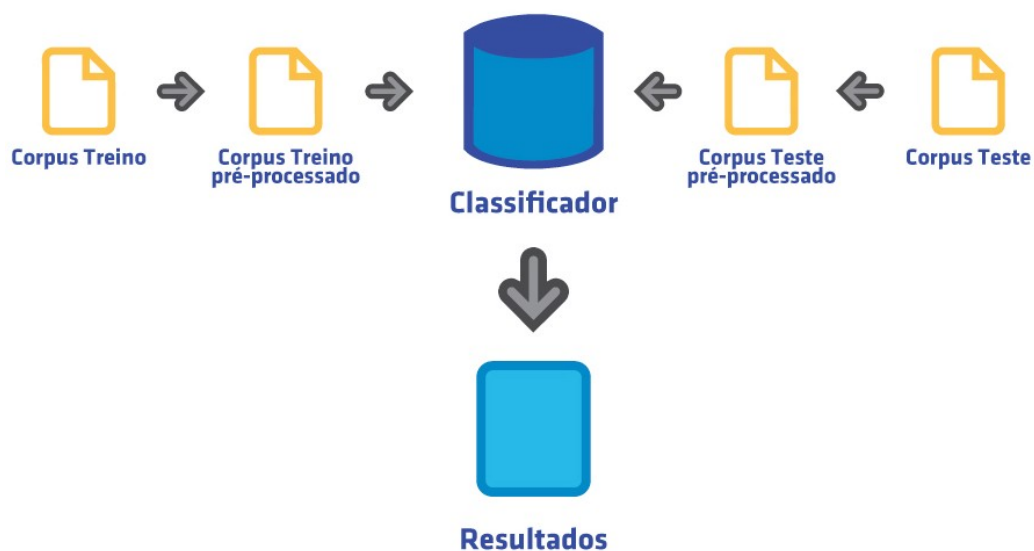 Corpus Treino
Corpus Treino
pré-processado
Classificador
Corpus Teste
pré-processado
Corpus Teste
Resultados